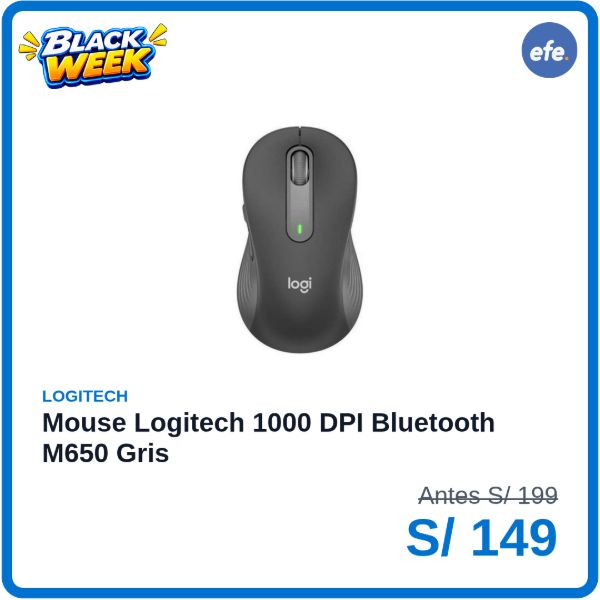 BLACK
WEEK
efe.
logi
LOGITECH
Mouse Logitech 1000 DPI Bluetooth
M650 Gris
Antes S/ 199
S/ 149